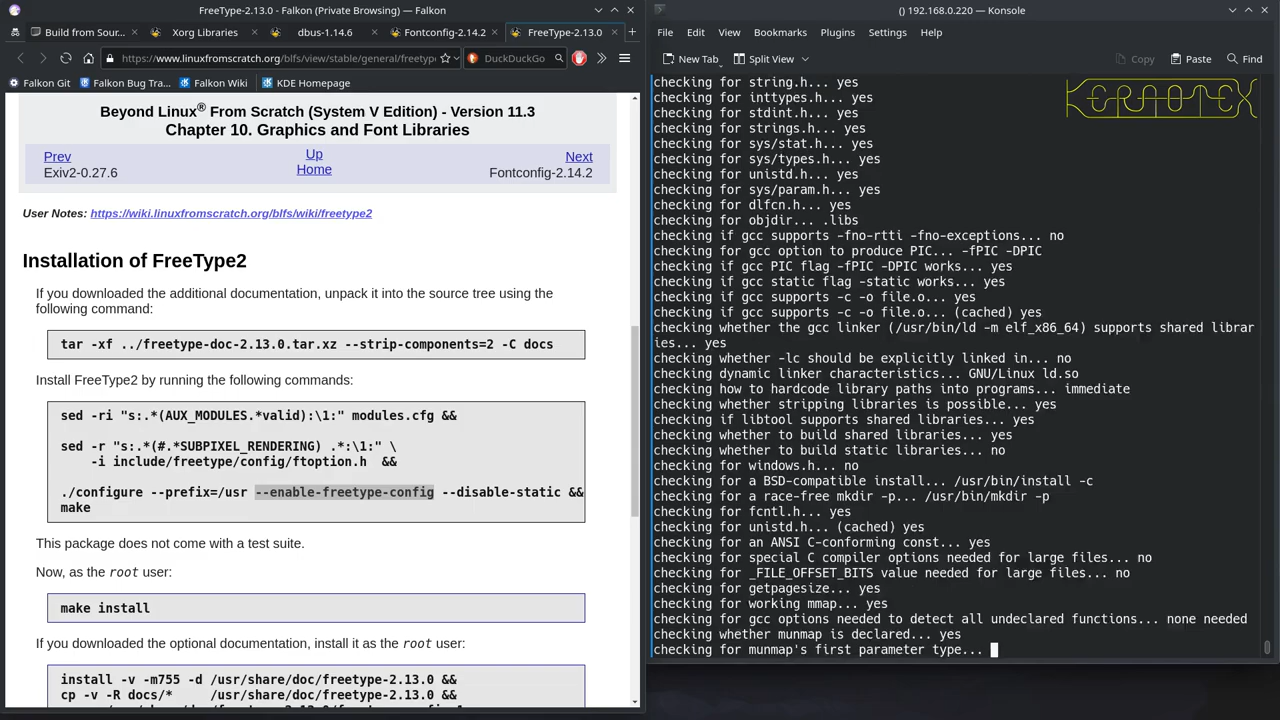 FreeType-2.13.0 - Falkon (Private Browsing) — Falkon
Build from Sour...
Xorg Libraries
dbus-1.14.6
Fontconfig-2.14.2
FreeType-2.13.0
https://www.linuxfromscratch.org/blfs/view/stable/general/freetyp
DuckDuckGo
Falkon Git
Falkon Bug Tra...
Falkon Wiki
KDE Homepage
Beyond Linux® From Scratch (System V Edition) - Version 11.3
Chapter 10. Graphics and Font Libraries
Prev
Up
Next
Exiv2-0.27.6
Home
Fontconfig-2.14.2
User Notes: https://wiki.linuxfromscratch.org/blfs/wiki/freetype2
Installation of FreeType2
If you downloaded the additional documentation, unpack it into the source tree using the
following command:
tar -xf ../freetype-doc-2.13.0.tar.xz --strip-components=2 -C docs
Install FreeType2 by running the following commands:
sed -ri "s:.*(AUX_MODULES.*valid):\1:" modules.cfg &&
sed -r "s:.*(#.*SUBPIXEL_RENDERING) .*:\1:" \
-i include/freetype/config/ftoption.h  &&
./configure --prefix=/usr --enable-freetype-config --disable-static &&
make
This package does not come with a test suite.
Now, as the root user:
make install
If you downloaded the optional documentation, install it as the root user:
install -v -m755 -d /usr/share/doc/freetype-2.13.0 &&
cp -v -R docs/*     /usr/share/doc/freetype-2.13.0 &&
() 192.168.0.220 — Konsole
File
Edit
View
Bookmarks
Plugins
Settings
Help
New Tab
Split View
Copy
Paste
Find
KERAOTEX
checking for string.h... yes
checking for inttypes.h... yes
checking for stdint.h... yes
checking for strings.h... yes
checking for sys/stat.h... yes
checking for sys/types.h... yes
checking for unistd.h... yes
checking for sys/param.h... yes
checking for dlfcn.h... yes
checking for objdir... .libs
checking if gcc supports -fno-rtti -fno-exceptions... no
checking for gcc option to produce PIC... -fPIC -DPIC
checking if gcc PIC flag -fPIC -DPIC works... yes
checking if gcc static flag -static works... yes
checking if gcc supports -c -o file.o... yes
checking if gcc supports -c -o file.o... (cached) yes
checking whether the gcc linker (/usr/bin/ld -m elf_x86_64) supports shared librar
ies... yes
checking whether -lc should be explicitly linked in... no
checking dynamic linker characteristics... GNU/Linux ld.so
checking how to hardcode library paths into programs... immediate
checking whether stripping libraries is possible... yes
checking if libtool supports shared libraries... yes
checking whether to build shared libraries... yes
checking whether to build static libraries... no
checking for windows.h... no
checking for a BSD-compatible install... /usr/bin/install -c
checking for a race-free mkdir -p... /usr/bin/mkdir -p
checking for fcntl.h... yes
checking for unistd.h... (cached) yes
checking for an ANSI C-conforming const... yes
checking for special C compiler options needed for large files... no
checking for _FILE_OFFSET_BITS value needed for large files... no
checking for getpagesize... yes
checking for working mmap... yes
checking for gcc options needed to detect all undeclared functions... none needed
checking whether munmap is declared... yes
checking for munmap's first parameter type...